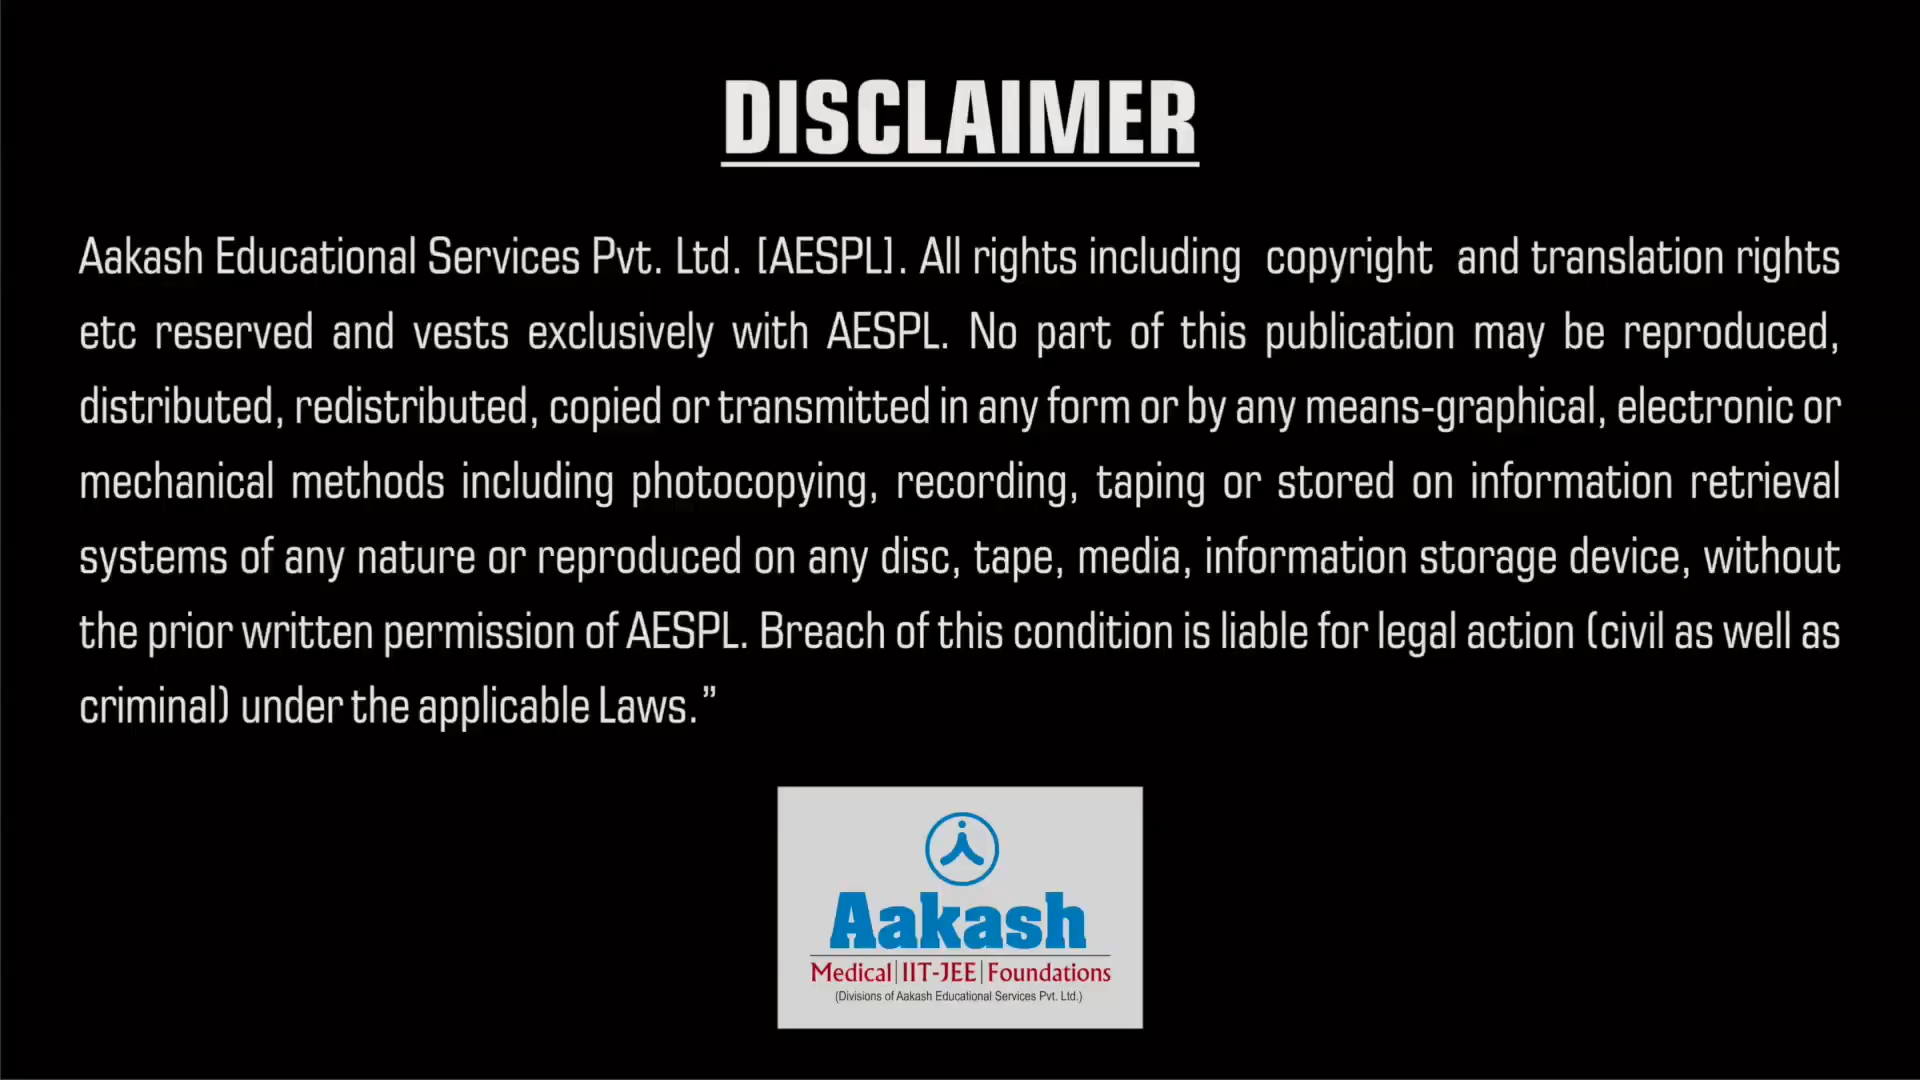 DISCLAIMER
Aakash Educational Services Pvt. Ltd. [AESPL]. All rights including copyright and translation rights
etc reserved and vests exclusively with AESPL. No part of this publication may be reproduced,
distributed, redistributed, copied or transmitted in any form or by any means-graphical, electronic or
mechanical methods including photocopying, recording, taping or stored on information retrieval
systems of any nature or reproduced on any disc, tape, media, information storage device, without
the prior written permission of AESPL. Breach of this condition is liable for legal action (civil as well as
criminal) under the applicable Laws.”
Aakash
Medical|IIT-JEE|Foundations
(Divisions of Aakash Educational Services Pvt. Ltd.)